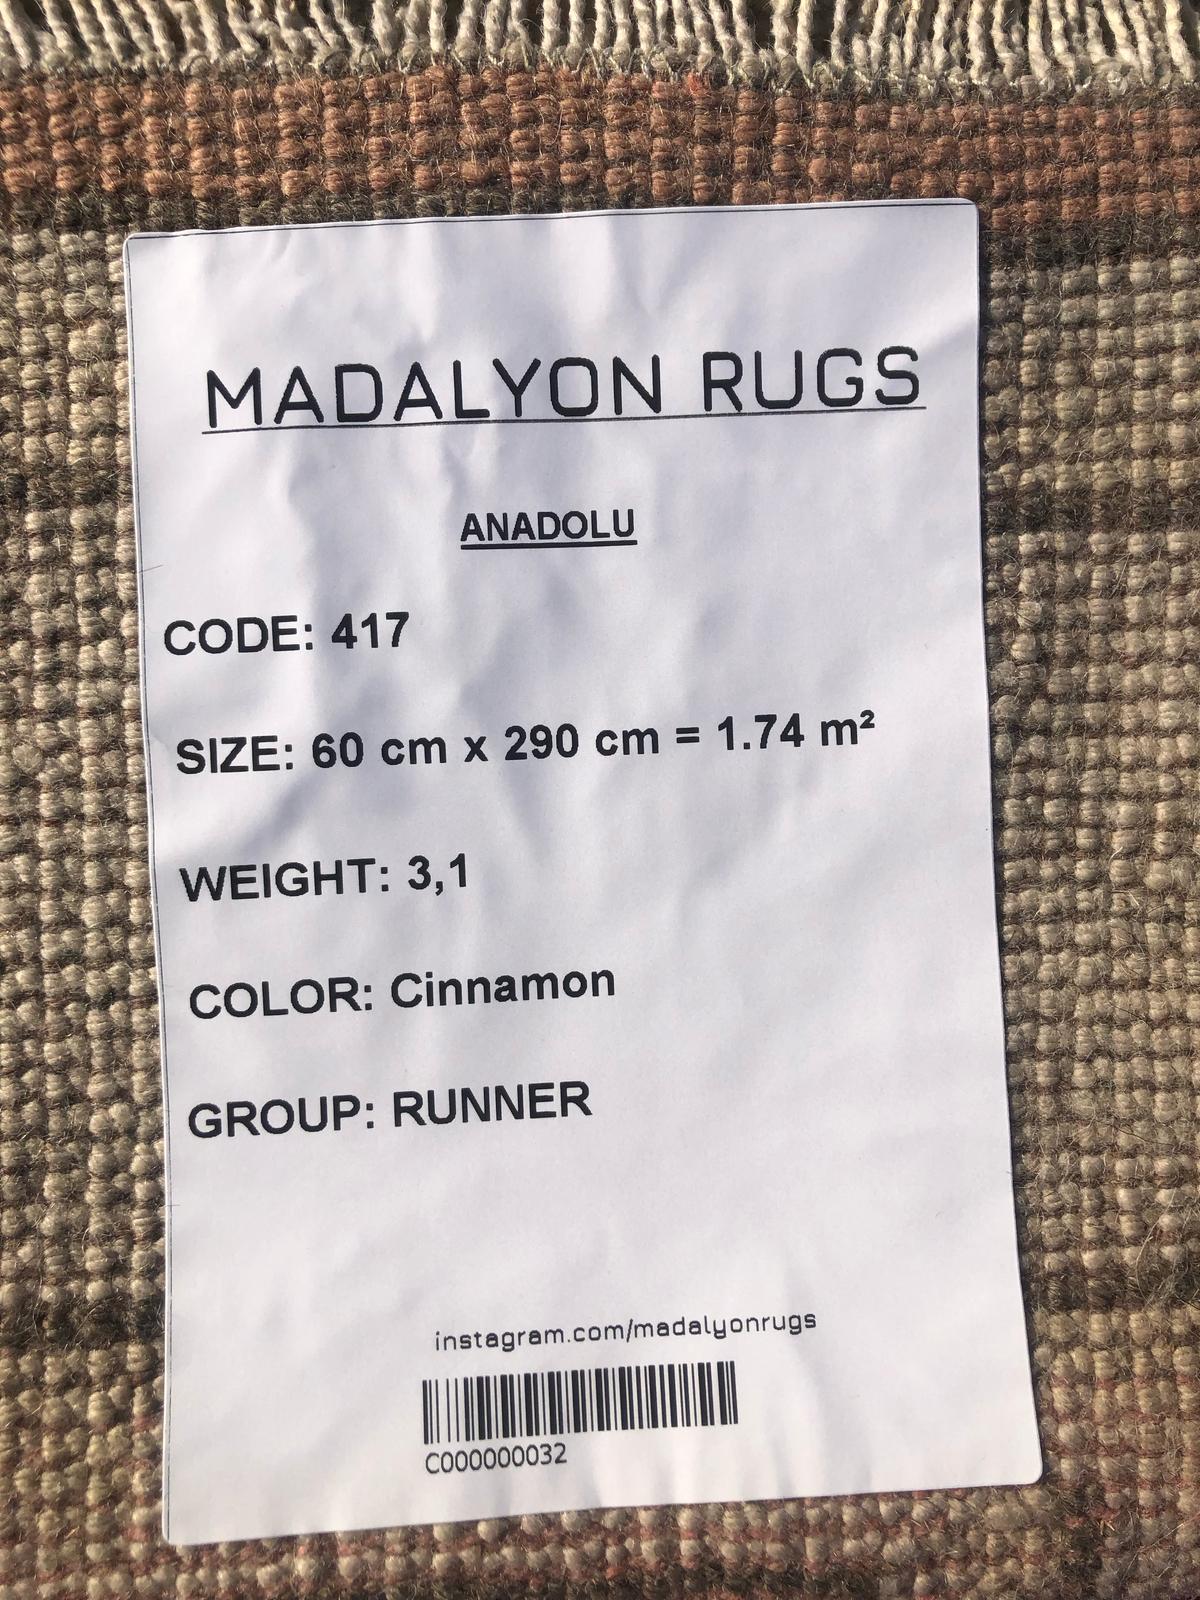 MADALYON RUGS
ANADOLU
CODE: 417
SIZE: 60 cm x 290 cm = 1.74 m²
WEIGHT: 3,1
COLOR: Cinnamon
GROUP: RUNNER
instagram.com/madalyonrugs
C000000032